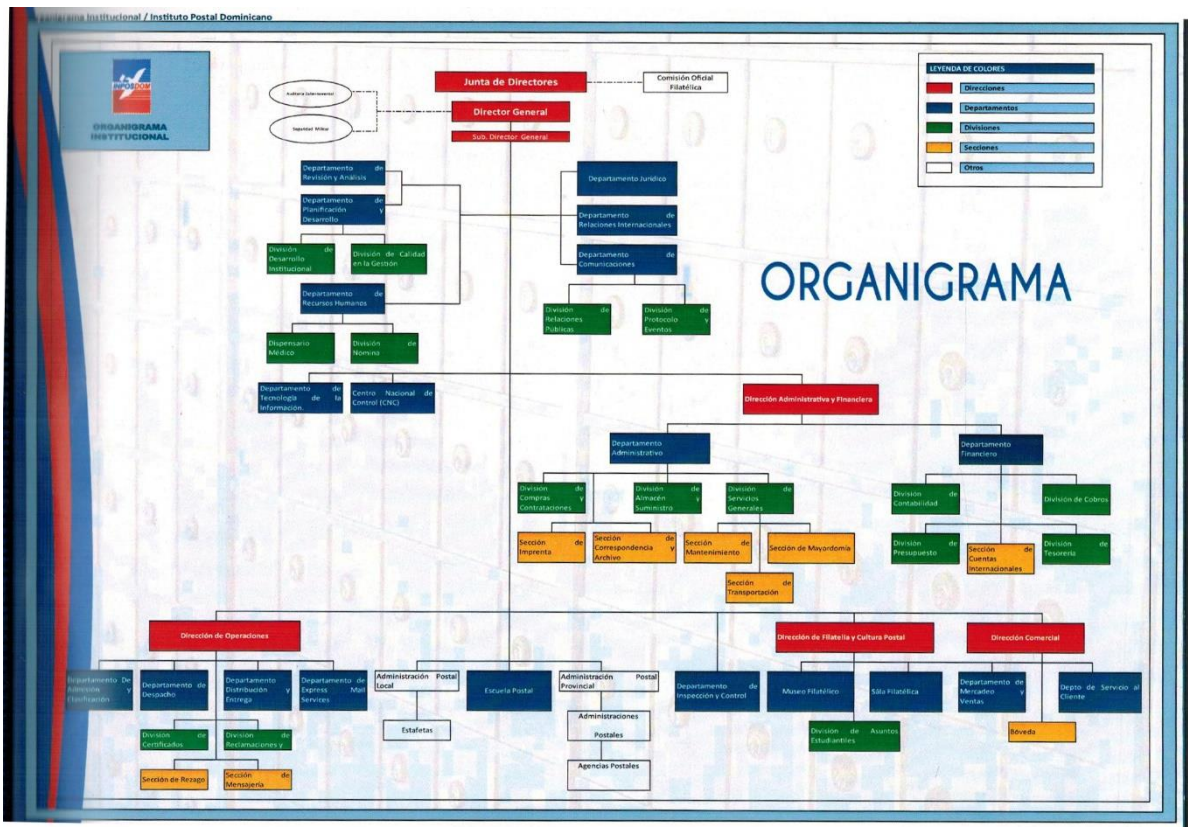 Organigrama Institucional / Instituto Postal Dominicano
INPOSDOM
ORGANIGRAMA
INSTITUCIONAL
Junta de Directores
Comisión Oficial
Filatélica
Director General
Sub. Director General
Seguridad Militar
LEYENDA DE COLORES
Direcciones
Departamentos
Divisiones
Secciones
Otros
Departamento de
Revisión y Análisis
Departamento de
Planificación y
Desarrollo
División de
Desarrollo
Institucional
División de Calidad
en la Gestión
Departamento de
Recursos Humanos
Dispensario
Médico
División de
Nomina
Departamento Jurídico
Departamento de
Relaciones Internacionales
Departamento de
Comunicaciones
División de
Relaciones
Públicas
División de
Protocolo y
Eventos
ORGANIGRAMA
Departamento de
Tecnología de la
Información.
Centro Nacional de
Control (CNC)
Dirección Administrativa y Financiera
Departamento
Administrativo
Departamento
Financiero
División de
Compras y
Contrataciones
División de
Almacén y
Suministro
División de
Servicios
Generales
División de
Contabilidad
División de Cobros
Sección de
Imprenta
Sección de
Correspondencia y
Archivo
Sección de
Mantenimiento
Sección de Mayordomía
Sección de
Transportación
División de
Presupuesto
Sección de
Cuentas
Internacionales
División de
Tesorería
Dirección de Operaciones
Dirección de Filatelia y Cultura Postal
Dirección Comercial
Departamento De
Admisión y
Clasificación
Departamento de
Despacho
Departamento
Distribución y
Entrega
Departamento de
Express Mail
Services
Administración Postal
Local
Escuela Postal
Administración Postal
Provincial
Departamento de
Inspección y Control
Museo Filatélico
Sála Filatélica
Departamento de
Mercadeo y
Ventas
Depto de Servicio al
Cliente
División de
Certificados
División de
Reclamaciones y
Estafetas
Administraciones
Postales
División de Asuntos
Estudiantiles
Bóveda
Sección de Rezago
Sección de
Mensajería
Agencias Postales